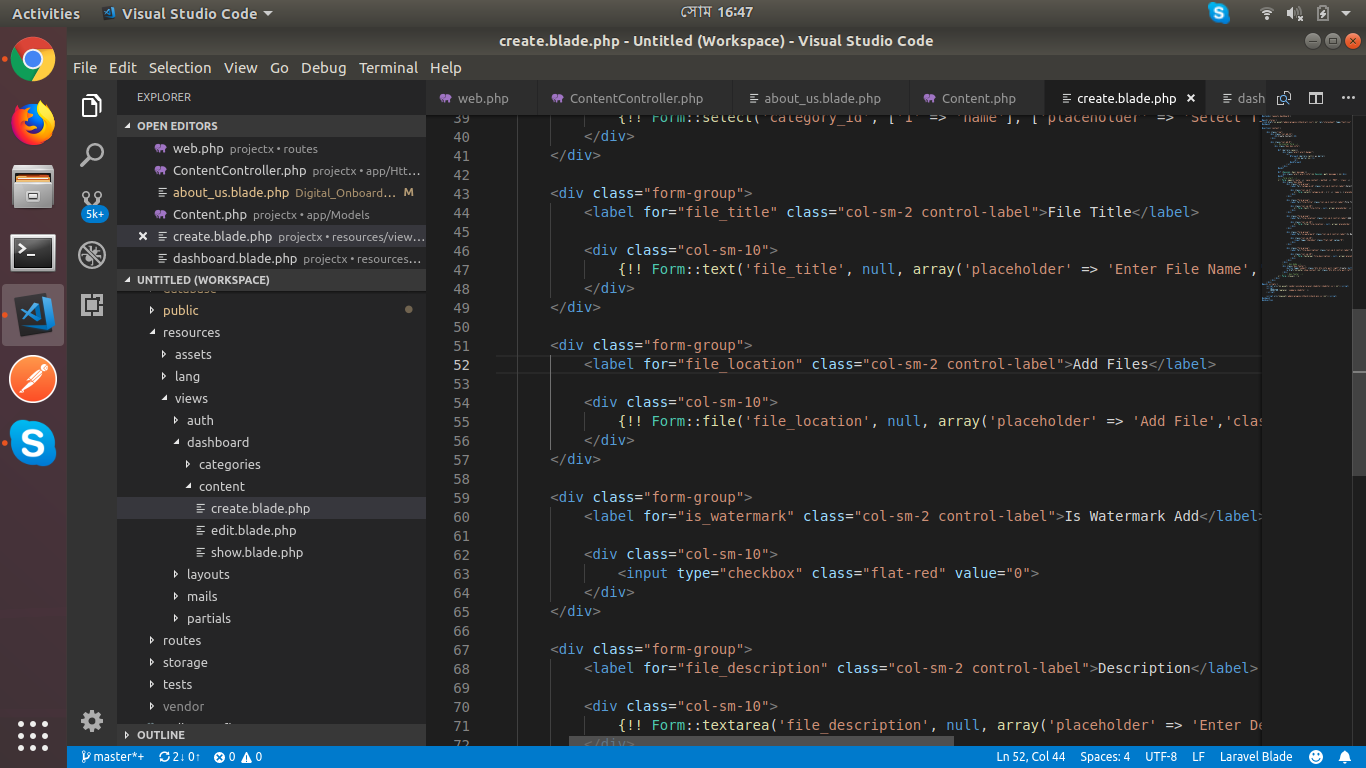 Activities
Visual Studio Code
সোম 16:47
create.blade.php - Untitled (Workspace) - Visual Studio Code
File Edit Selection View Go Debug Terminal Help
EXPLORER
OPEN EDITORS
web.php projectx • routes
ContentController.php projectx • app/Htt...
about_us.blade.php Digital_Onboard... M
Content.php projectx • app/Models
create.blade.php projectx • resources/view...
dashboard.blade.php projectx • resources...
5k+
UNTITLED (WORKSPACE)
public
resources
assets
lang
views
auth
dashboard
categories
content
create.blade.php
edit.blade.php
show.blade.php
layouts
mails
partials
routes
storage
tests
vendor
OUTLINE
web.php ContentController.php about_us.blade.php Content.php create.blade.php dash
39 {!! Form::select('category_id', ['1' => 'name'], ['placeholder' => 'Select
40 </div>
41 </div>
42
43 <div class="form-group">
44 <label for="file_title" class="col-sm-2 control-label">File Title</label>
45
46 <div class="col-sm-10">
47 {!! Form::text('file_title', null, array('placeholder' => 'Enter File Name',
48 </div>
49 </div>
50
51 <div class="form-group">
52 <label for="file_location" class="col-sm-2 control-label">Add Files</label>
53
54 <div class="col-sm-10">
55 {!! Form::file('file_location', null, array('placeholder' => 'Add File','clas
56 </div>
57 </div>
58
59 <div class="form-group">
60 <label for="is_watermark" class="col-sm-2 control-label">Is Watermark Add</label>
61
62 <div class="col-sm-10">
63 <input type="checkbox" class="flat-red" value="0">
64 </div>
65 </div>
66
67 <div class="form-group">
68 <label for="file_description" class="col-sm-2 control-label">Description</label>
69
70 <div class="col-sm-10">
71 {!! Form::textarea('file_description', null, array('placeholder' => 'Enter De
72 </div>
master*+ 2↓ 0↑ 0 0 Ln 52, Col 44 Spaces: 4 UTF-8 LF Laravel Blade